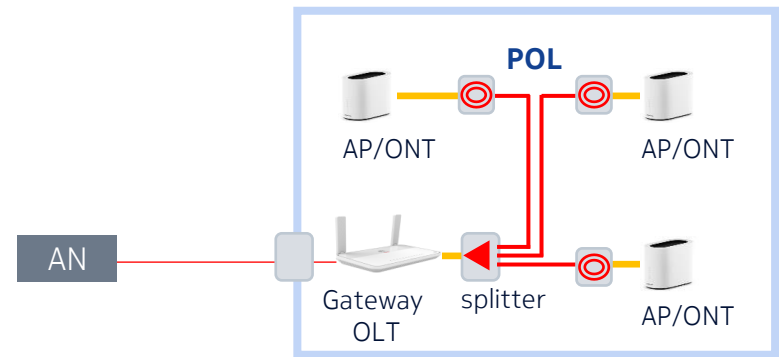 POL
AP/ONT
AP/ONT
AN
Gateway
OLT
splitter
AP/ONT